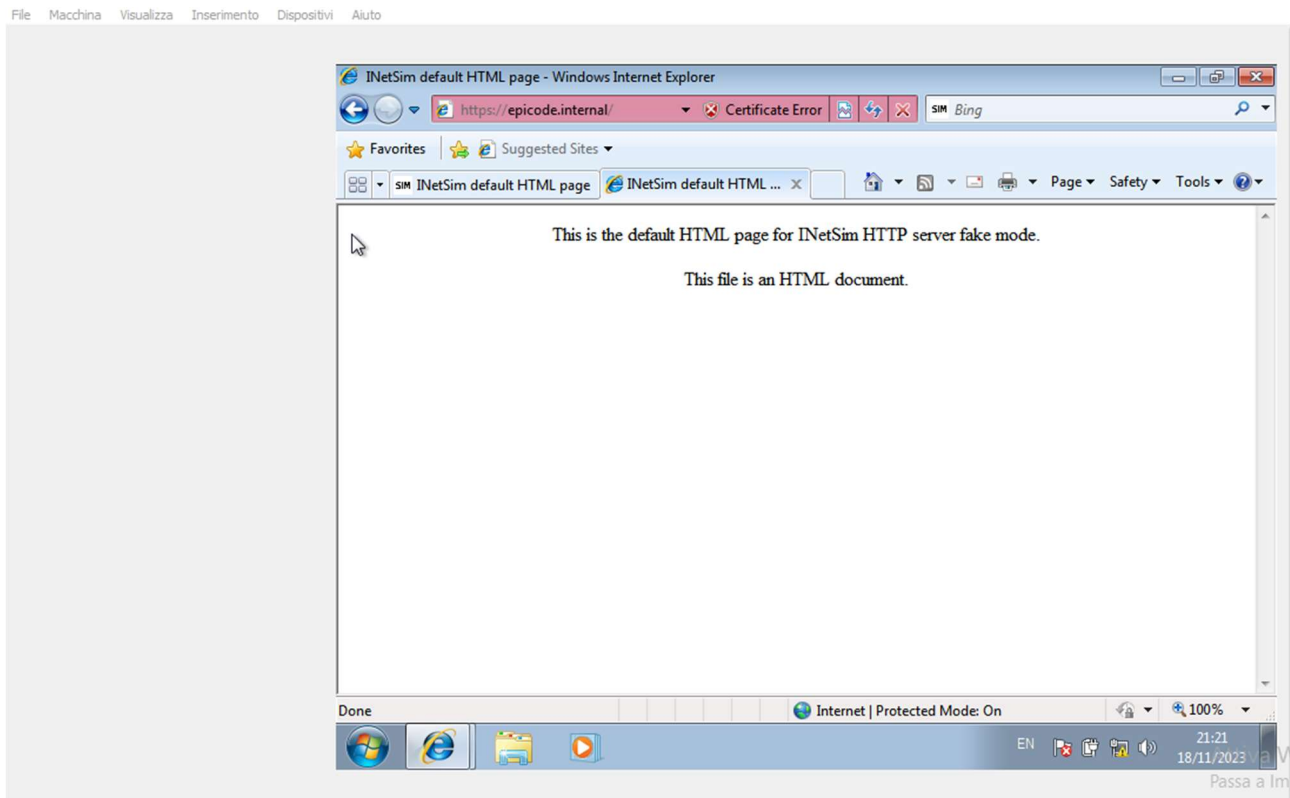 File Macchina Visualizza Inserimento Dispositivi Aiuto
INetSim default HTML page - Windows Internet Explorer
https://epicode.internal/ Certificate Error SIM Bing
Favorites Suggested Sites
SIM INetSim default HTML page INetSim default HTML ... Page Safety Tools
This is the default HTML page for INetSim HTTP server fake mode.
This file is an HTML document.
Done Internet | Protected Mode: On 100%
EN 21:21
18/11/2023 va W
Passa a Im